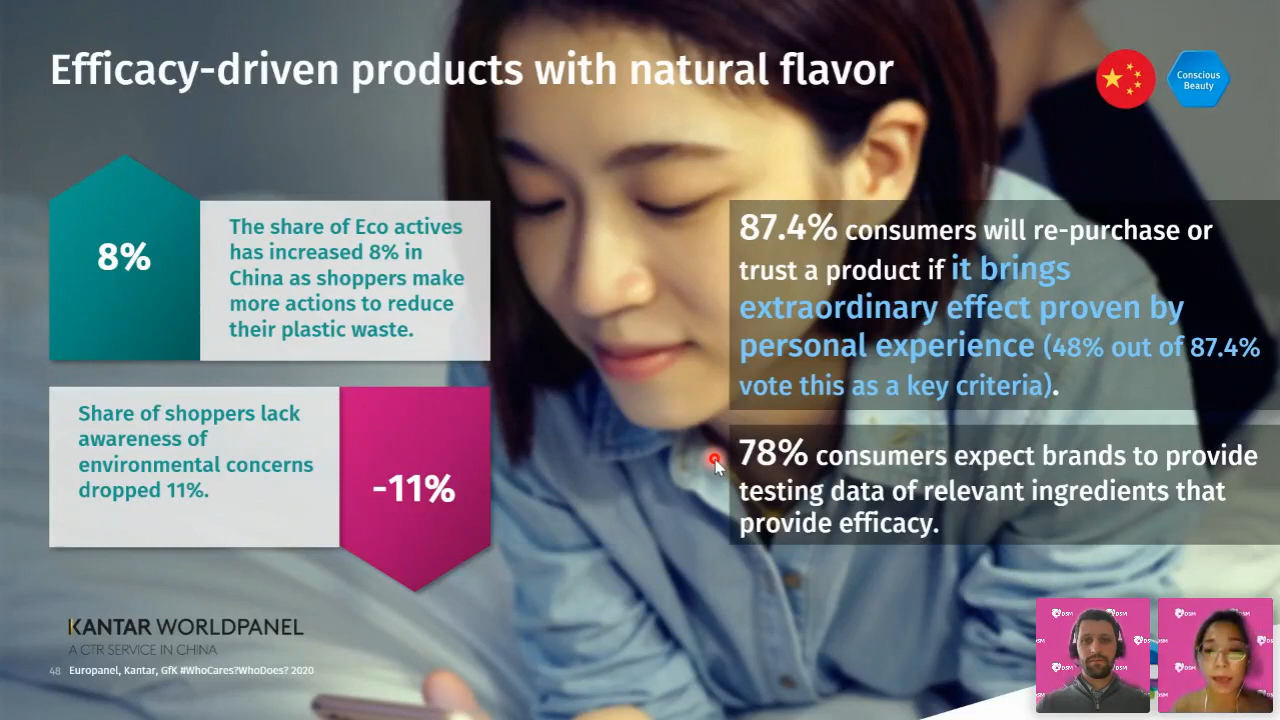 Efficacy-driven products with natural flavor
Conscious
Beauty
8%
The share of Eco actives
has increased 8% in
China as shoppers make
more actions to reduce
their plastic waste.
Share of shoppers lack
awareness of
environmental concerns
dropped 11%.
-11%
87.4% consumers will re-purchase or
trust a product if it brings
extraordinary effect proven by
personal experience (48% out of 87.4%
vote this as a key criteria).
78% consumers expect brands to provide
testing data of relevant ingredients that
provide efficacy.
KANTAR WORLDPANEL
A CTR SERVICE IN CHINA
48 Europanel, Kantar, GfK #WhoCares?WhoDoes? 2020
DSM
DSM
DSM
DSM